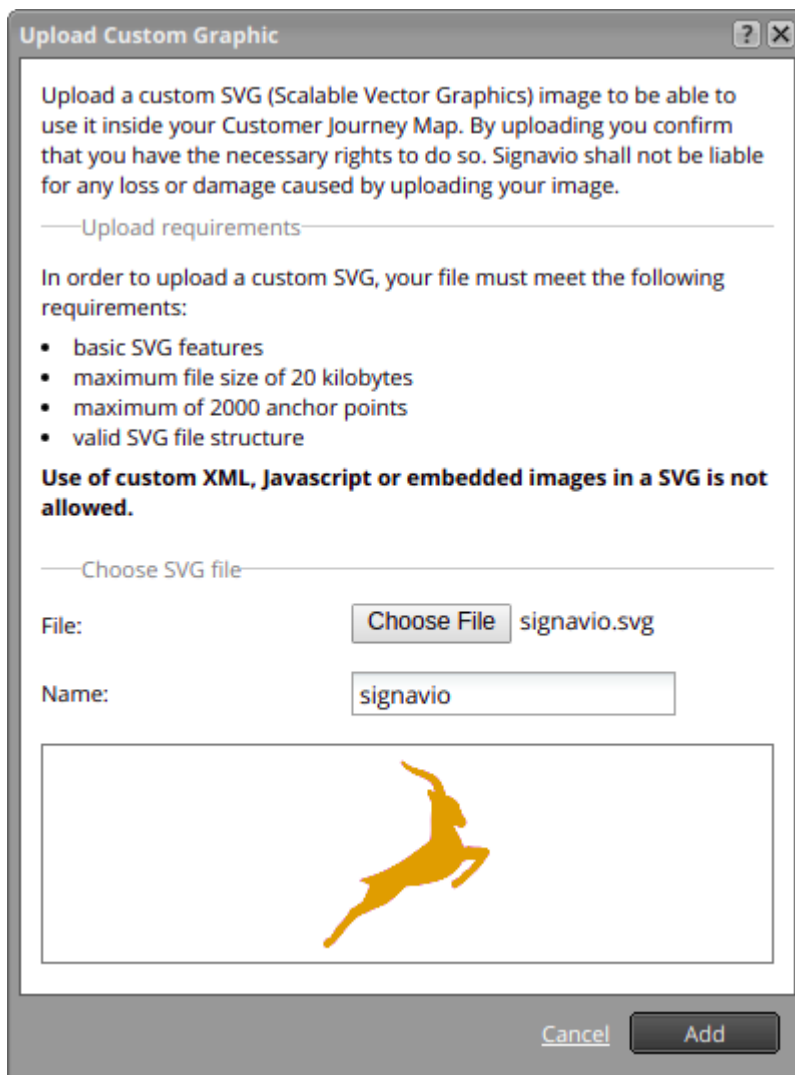 Upload Custom Graphic
?
Upload a custom SVG (Scalable Vector Graphics) image to be able to
use it inside your Customer Journey Map. By uploading you confirm
that you have the necessary rights to do so. Signavio shall not be liable
for any loss or damage caused by uploading your image.
Upload requirements
In order to upload a custom SVG, your file must meet the following
requirements:
• basic SVG features
• maximum file size of 20 kilobytes
• maximum of 2000 anchor points
• valid SVG file structure
Use of custom XML, Javascript or embedded images in a SVG is not
allowed.
Choose SVG file
File: Choose File signavio.svg
Name: signavio
Cancel Add